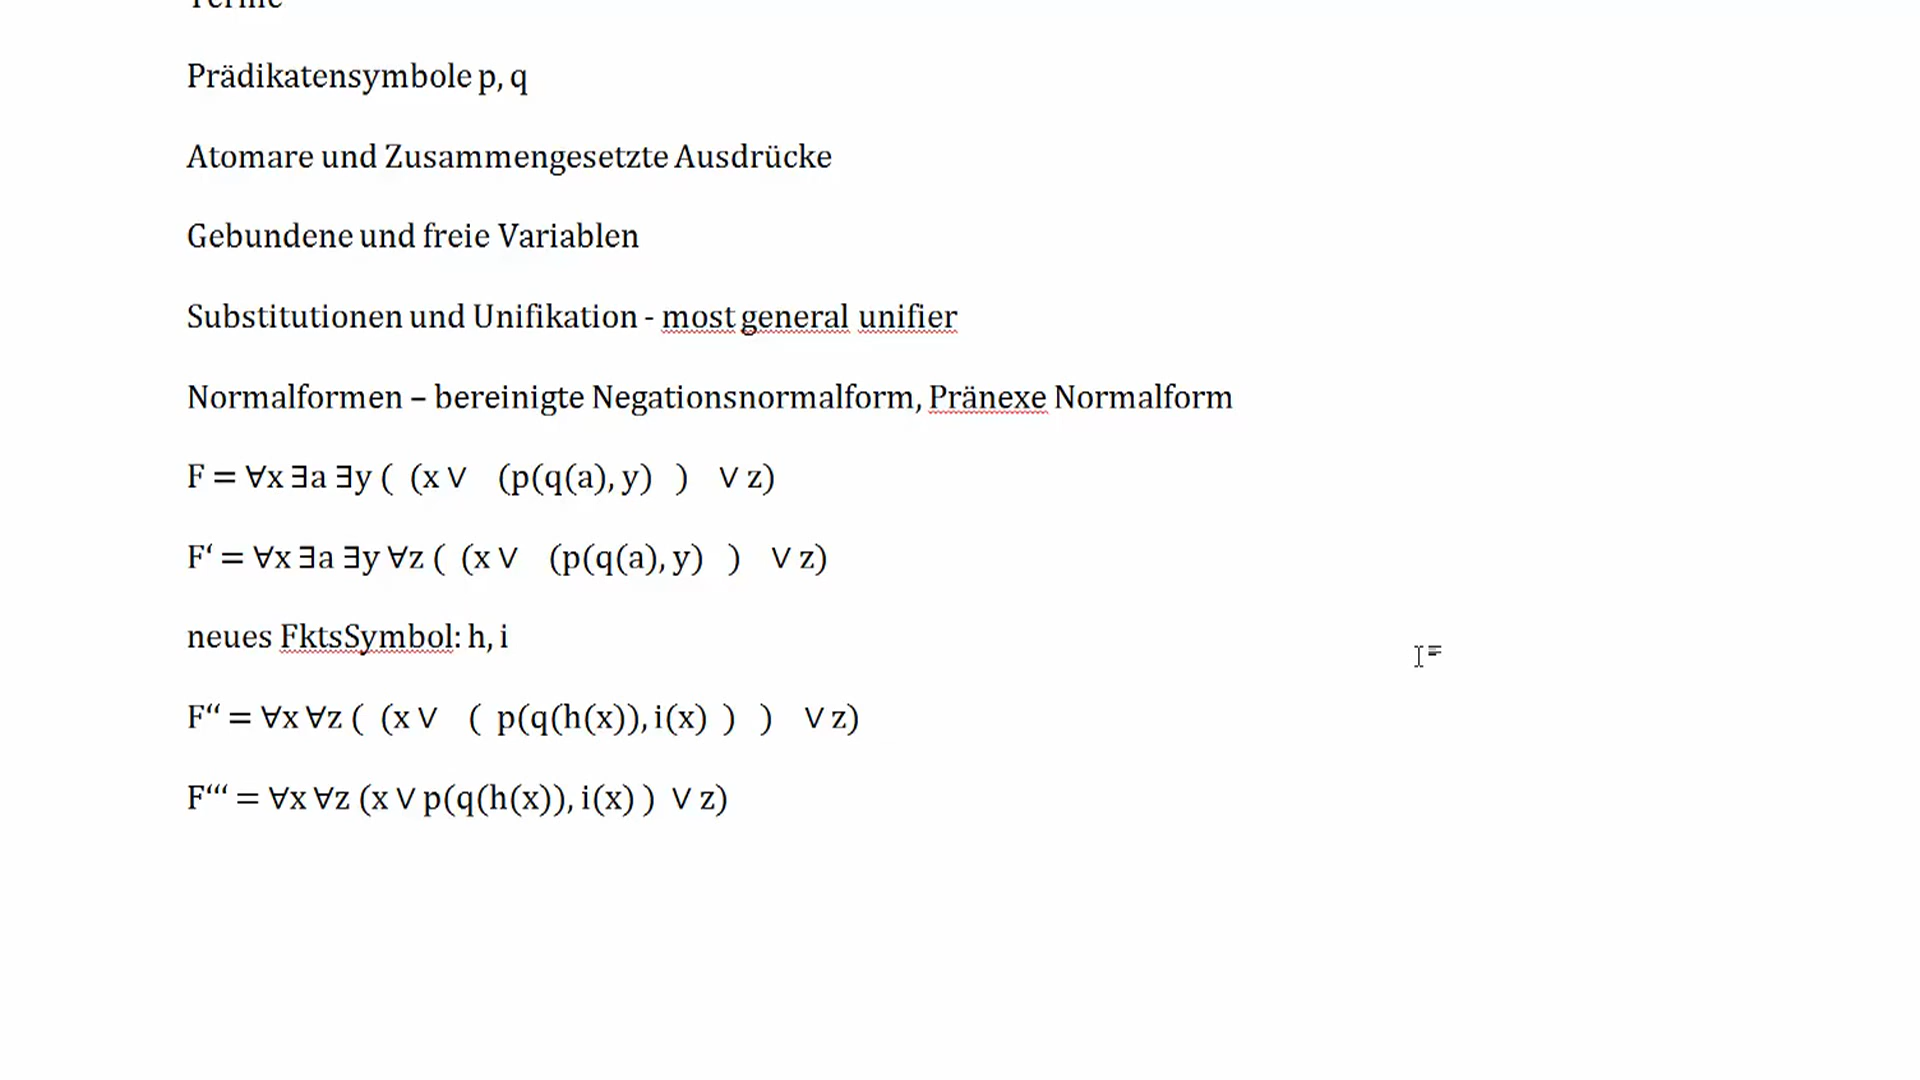 Terme
Prädikatensymbole p, q
Atomare und Zusammengesetzte Ausdrücke
Gebundene und freie Variablen
Substitutionen und Unifikation - most general unifier
Normalformen – bereinigte Negationsnormalform, Pränexe Normalform
F = ∀x ∃a ∃y ( (x ∨ (p(q(a), y) ) ∨ z)
F‘ = ∀x ∃a ∃y ∀z ( (x ∨ (p(q(a), y) ) ∨ z)
neues FktsSymbol: h, i
F“ = ∀x ∀z ( (x ∨ ( p(q(h(x)), i(x) ) ) ∨ z)
F“‘ = ∀x ∀z (x ∨ p(q(h(x)), i(x) ) ∨ z)